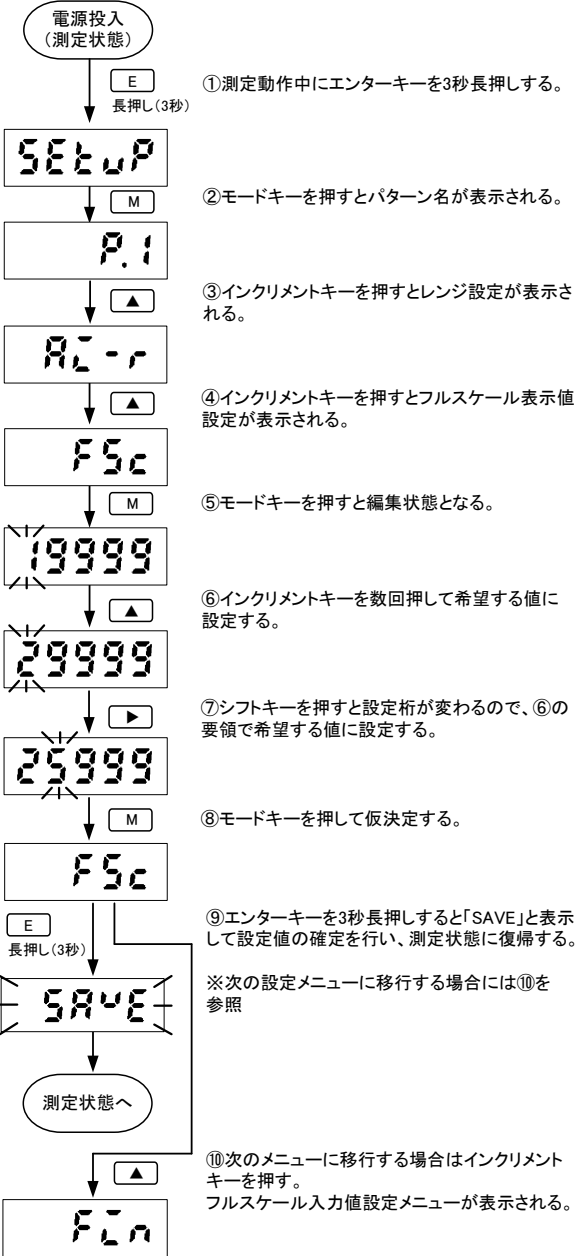 電源投入
(測定状態)
E
長押し(3秒)
①測定動作中にエンターキーを3秒長押しする。
SEtuP
M
②モードキーを押すとパターン名が表示される。
P.1
▲
③インクリメントキーを押すとレンジ設定が表示さ
れる。
Ai-r
▲
④インクリメントキーを押すとフルスケール表示値
設定が表示される。
FSc
M
⑤モードキーを押すと編集状態となる。
19999
▲
⑥インクリメントキーを数回押して希望する値に
設定する。
29999
▶
⑦シフトキーを押すと設定桁が変わるので、⑥の
要領で希望する値に設定する。
25999
M
⑧モードキーを押して仮決定する。
FSc
E
長押し(3秒)
⑨エンターキーを3秒長押しすると「SAVE」と表示
して設定値の確定を行い、測定状態に復帰する。
※次の設定メニューに移行する場合には⑩を
参照
SAvE
測定状態へ
▲
⑩次のメニューに移行する場合はインクリメント
キーを押す。
フルスケール入力値設定メニューが表示される。
Fin